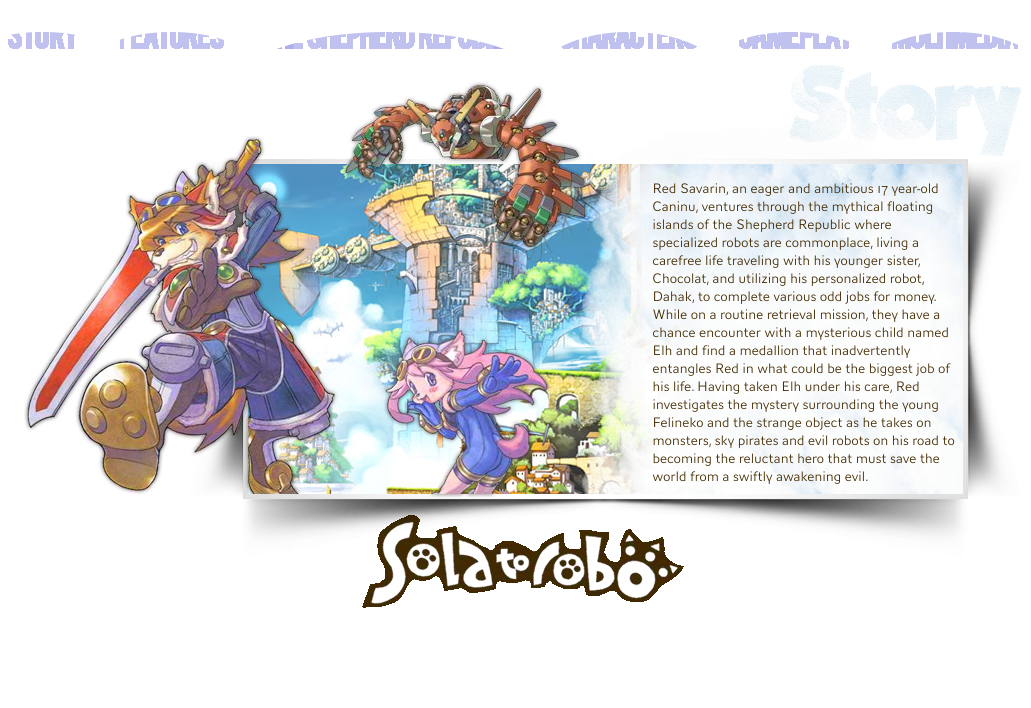 STORY
FEATURES
THE SHEPHERD REPUBLIC
CHARACTERS
GAMEPLAY
MULTIMEDIA
Story
Red Savarin, an eager and ambitious 17 year-old
Caninu, ventures through the mythical floating
islands of the Shepherd Republic where
specialized robots are commonplace, living a
carefree life traveling with his younger sister,
Chocolat, and utilizing his personalized robot,
Dahak, to complete various odd jobs for money.
While on a routine retrieval mission, they have a
chance encounter with a mysterious child named
Elh and find a medallion that inadvertently
entangles Red in what could be the biggest job of
his life. Having taken Elh under his care, Red
investigates the mystery surrounding the young
Felineko and the strange object as he takes on
monsters, sky pirates and evil robots on his road to
becoming the reluctant hero that must save the
world from a swiftly awakening evil.
Solatorobo